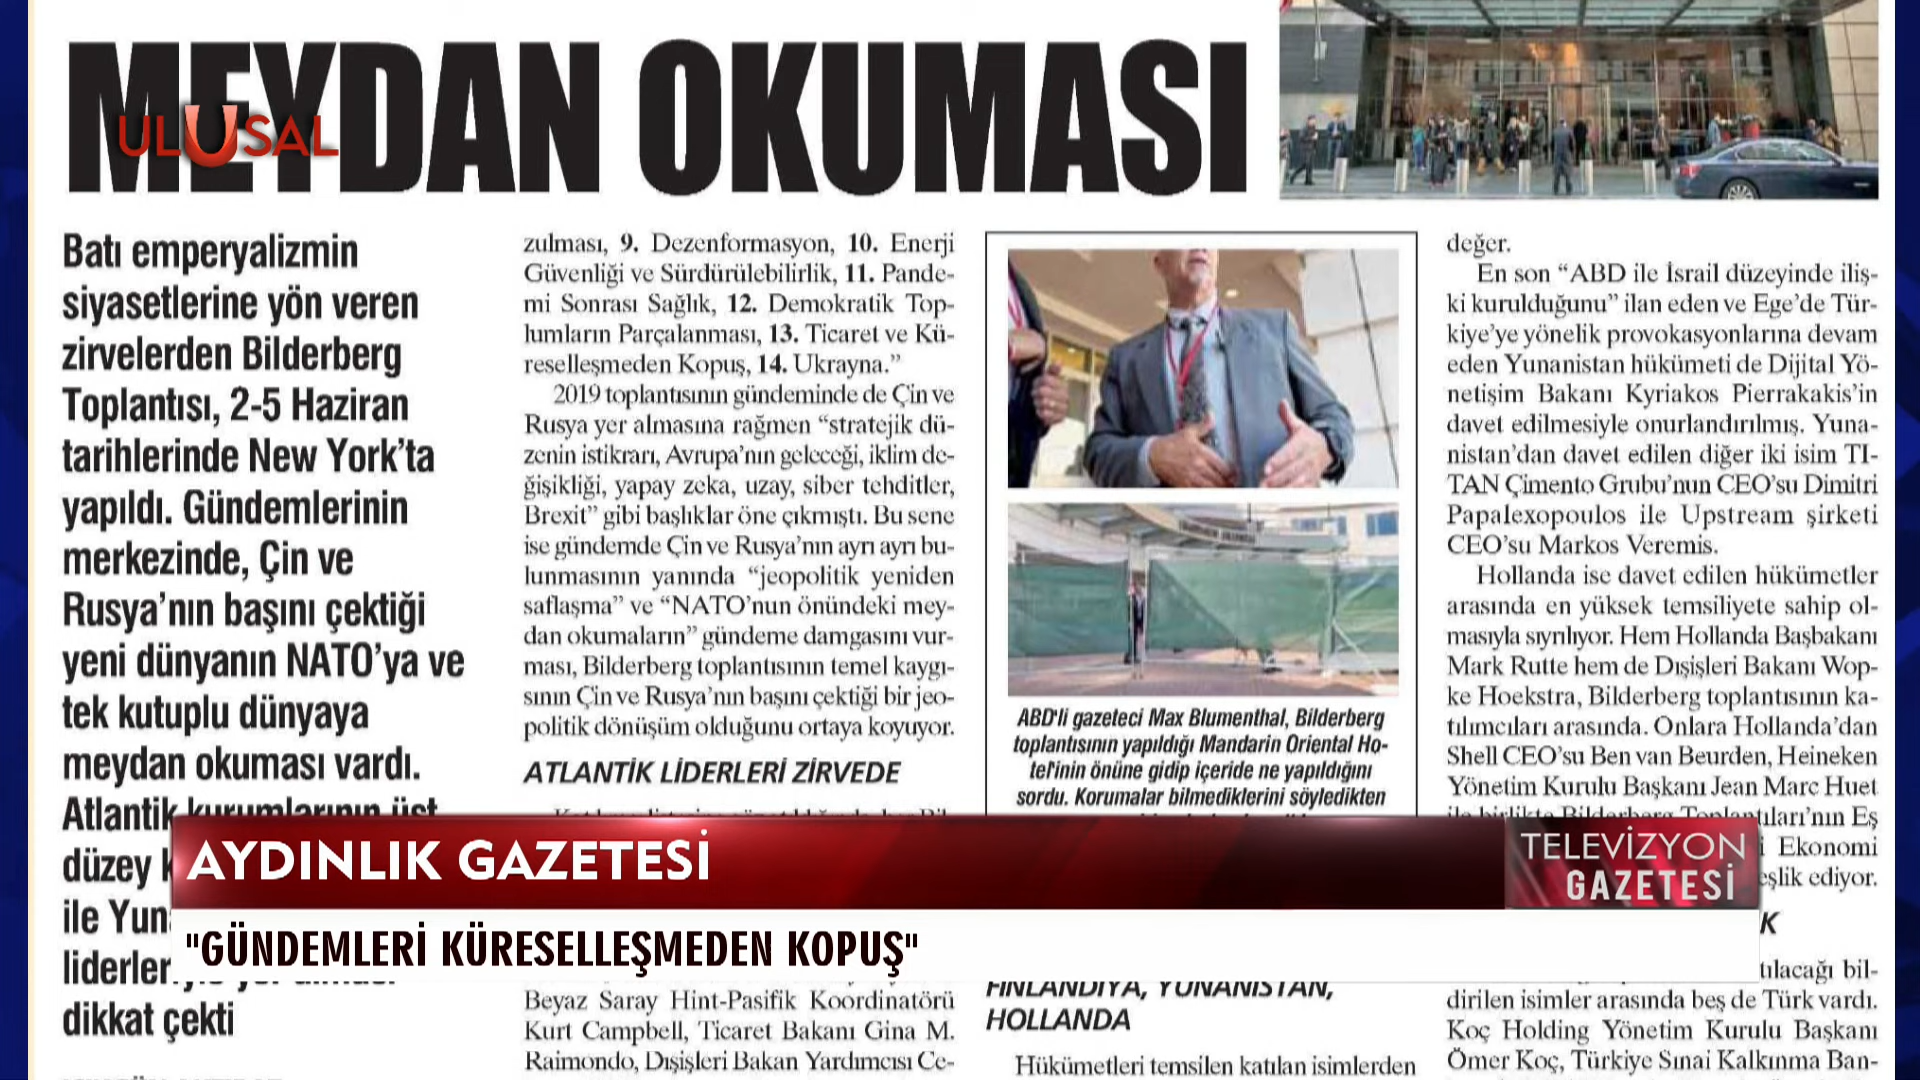 MEYDAN OKUMASI
ULUSAL
Batı emperyalizmin
siyasetlerine yön veren
zirvelerden Bilderberg
Toplantısı, 2-5 Haziran
tarihlerinde New York’ta
yapıldı. Gündemlerinin
merkezinde, Çin ve
Rusya’nın başını çektiği
yeni dünyanın NATO’ya ve
tek kutuplu dünyaya
meydan okuması vardı.
Atlantik kurumlarının üst
düzey
ile Yun
dikkat çekti
zulması, 9. Dezenformasyon, 10. Enerji
Güvenliği ve Sürdürülebilirlik, 11. Pande-
mi Sonrası Sağlık, 12. Demokratik Top-
lumların Parçalanması, 13. Ticaret ve Kü-
reselleşmeden Kopuş, 14. Ukrayna.”
2019 toplantısının gündeminde de Çin ve
Rusya yer almasına rağmen “stratejik dü-
zenin istikrarı, Avrupa’nın geleceği, iklim de-
ğişikliği, yapay zeka, uzay, siber tehditler,
Brexit” gibi başlıklar öne çıkmıştı. Bu sene
ise gündemde Çin ve Rusya’nın ayrı ayrı bu-
lunmasının yanında “jeopolitik yeniden
saflaşma” ve “NATO’nun önündeki mey-
dan okumaların” gündeme damgasını vur-
ması, Bilderberg toplantısının temel kaygı-
sının Çin ve Rusya’nın başını çektiği bir jeo-
politik dönüşüm olduğunu ortaya koyuyor.
ATLANTİK LİDERLERİ ZİRVEDE
Beyaz Saray Hint-Pasifik Koordinatörü
Kurt Campbell, Ticaret Bakanı Gina M.
Raimondo, Dışişleri Bakan Yardımcısı Ce-
ABD'li gazeteci Max Blumenthal, Bilderberg
toplantısının yapıldığı Mandarin Oriental Ho-
tel'inin önüne gidip içeride ne yapıldığını
sordu. Korumalar bilmediklerini söyledikten
FİNLANDİYA, YUNANİSTAN,
HOLLANDA
Hükümetleri temsilen katılan isimlerden
değer.
En son “ABD ile İsrail düzeyinde iliş-
ki kurulduğunu” ilan eden ve Ege’de Tür-
kiye’ye yönelik provokasyonlarına devam
eden Yunanistan hükümeti de Dijital Yö-
netişim Bakanı Kyriakos Pierrakakis’in
davet edilmesiyle onurlandırılmış. Yuna-
nistan’dan davet edilen diğer iki isim TI-
TAN Çimento Grubu’nun CEO’su Dimitri
Papalexopoulos ile Upstream şirketi
CEO’su Markos Veremis.
Hollanda ise davet edilen hükümetler
arasında en yüksek temsiliyete sahip ol-
masıyla sıyrılıyor. Hem Hollanda Başbakanı
Mark Rutte hem de Dışişleri Bakanı Wop-
ke Hoekstra, Bilderberg toplantısının ka-
tılımcıları arasında. Onlara Hollanda’dan
Shell CEO’su Ben van Beurden, Heineken
Yönetim Kurulu Başkanı Jean Marc Huet
ile birlikte Bilderberg Toplantıları’nın Eş
Ekonomi
eşlik ediyor.
tılacağı bil-
dirilen isimler arasında beş de Türk vardı.
Koç Holding Yönetim Kurulu Başkanı
Ömer Koç, Türkiye Sınai Kalkınma Ban-
AYDINLIK GAZETESİ
TELEVİZYON
GAZETESİ
"GÜNDEMLERİ KÜRESELLEŞMEDEN KOPUŞ"